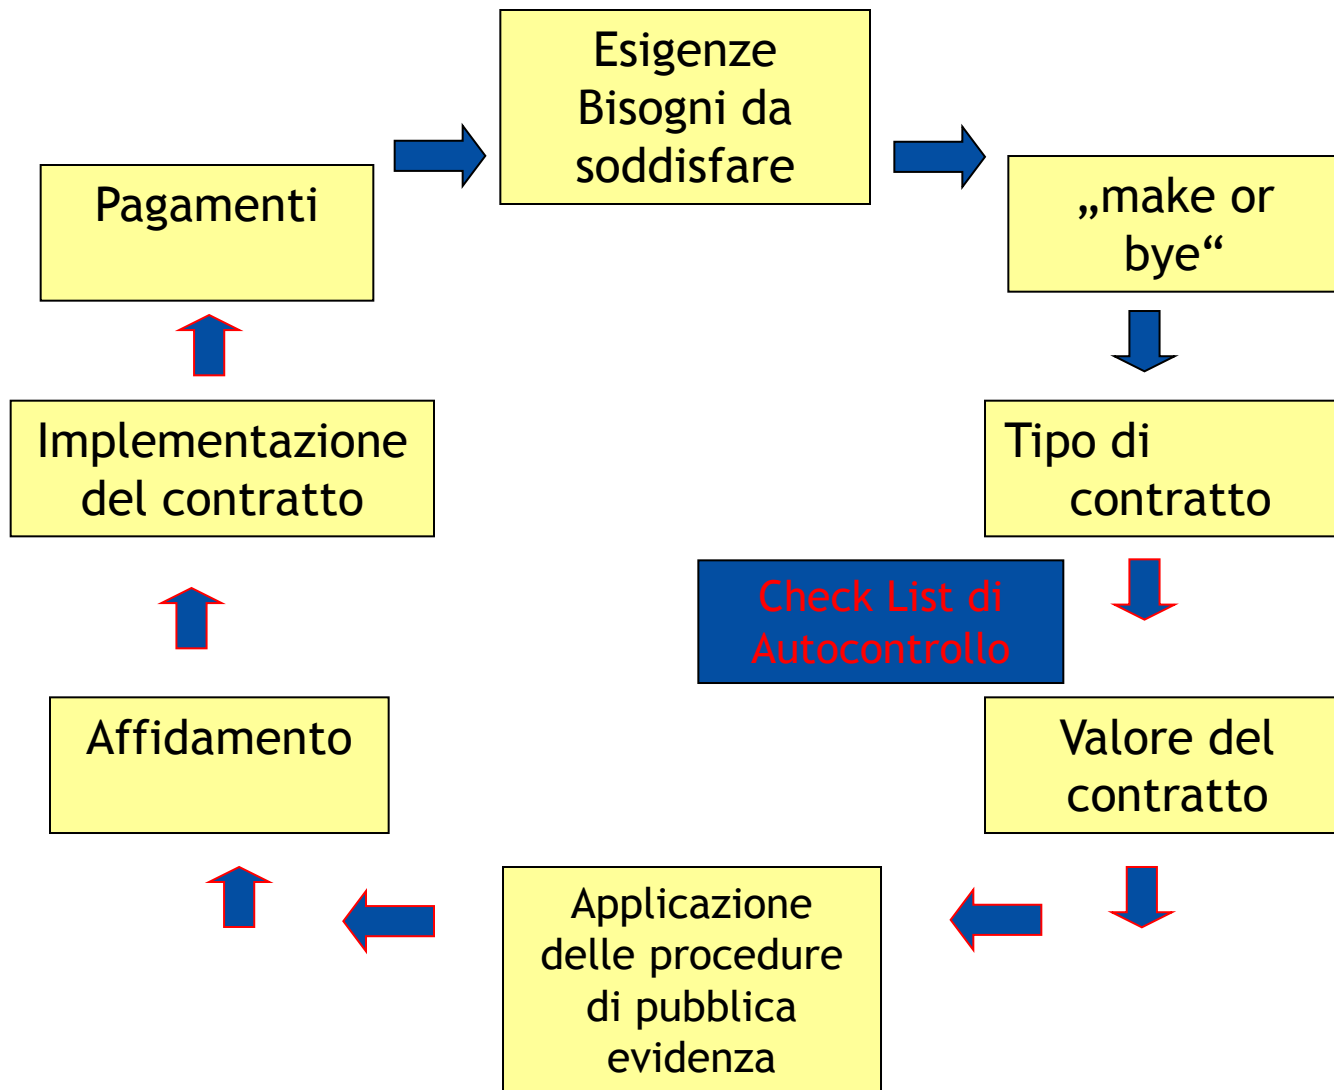 Esigenze
Bisogni da
soddisfare
Pagamenti
„make or
bye“
Implementazione
del contratto
Tipo di
contratto
Check List di
Autocontrollo
Affidamento
Valore del
contratto
Applicazione
delle procedure
di pubblica
evidenza